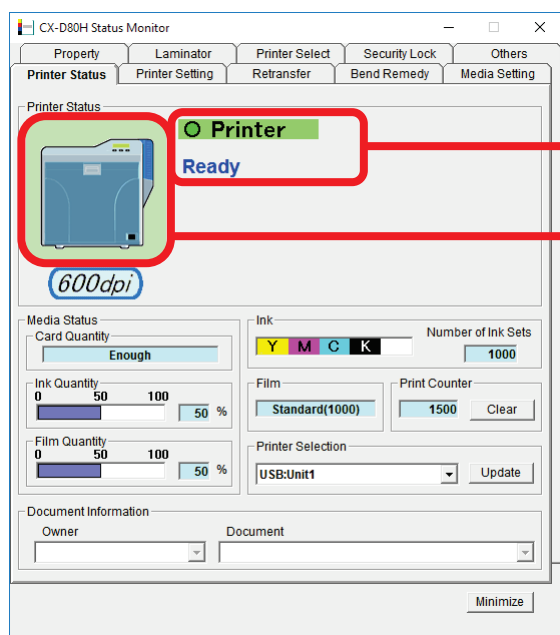 CX-D80H Status Monitor
Property Laminator Printer Select Security Lock Others
Printer Status Printer Setting Retransfer Bend Remedy Media Setting
Printer Status
Printer
Ready
600dpi
Media Status
Card Quantity
Enough
Ink
Y M C K
Number of Ink Sets
1000
Ink Quantity
0 50 100
50 %
Film
Standard(1000)
Print Counter
1500 Clear
Film Quantity
0 50 100
50 %
Printer Selection
USB:Unit1 Update
Document Information
Owner Document
Minimize